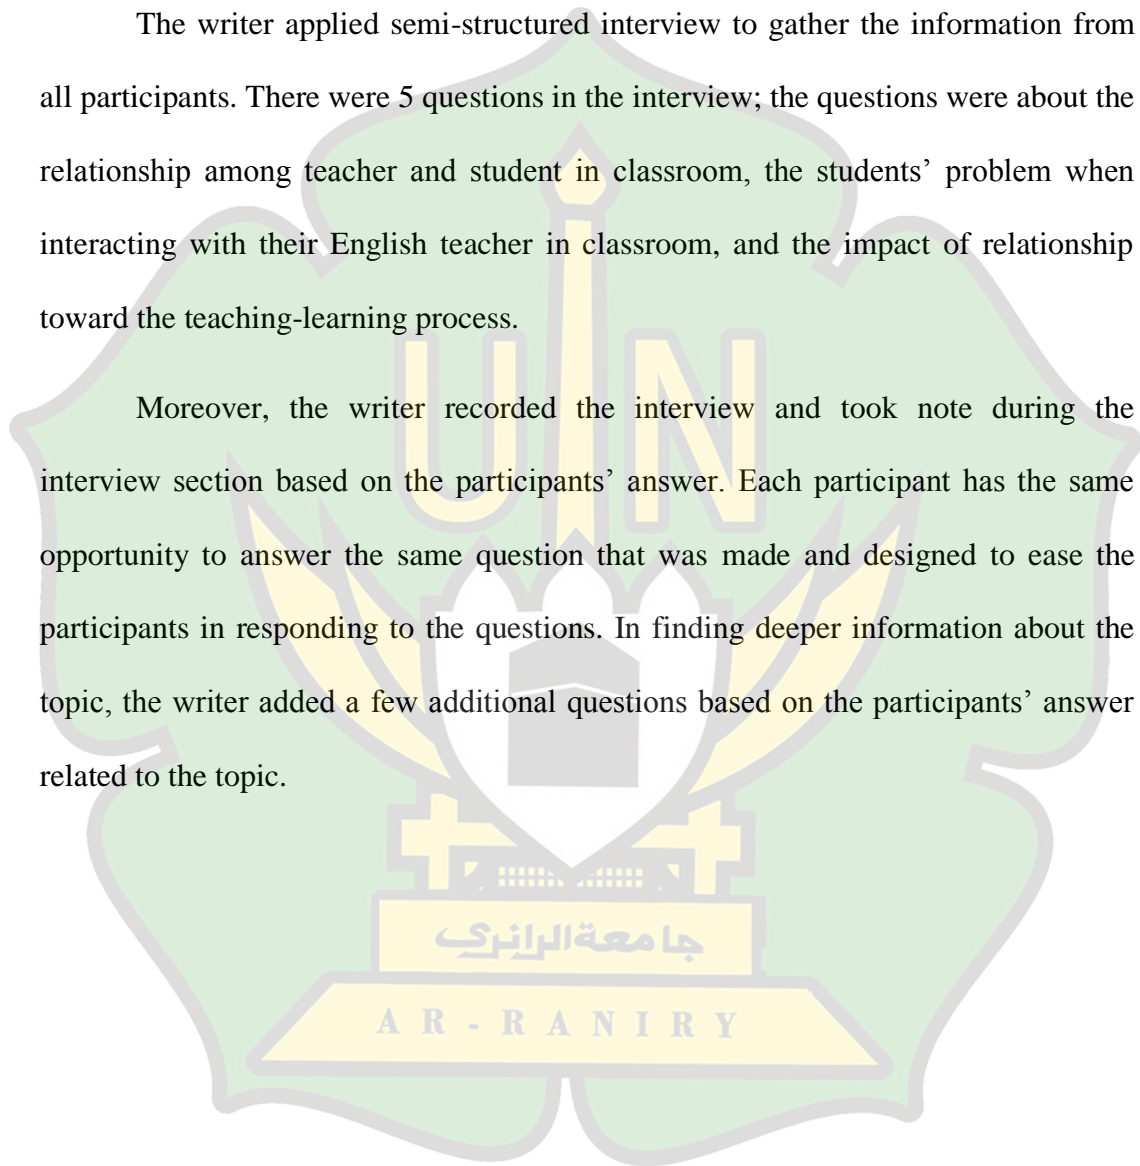 The writer applied semi-structured interview to gather the information from
all participants. There were 5 questions in the interview; the questions were about the
relationship among teacher and student in classroom, the students’ problem when
interacting with their English teacher in classroom, and the impact of relationship
toward the teaching-learning process.
Moreover, the writer recorded the interview and took note during the
interview section based on the participants’ answer. Each participant has the same
opportunity to answer the same question that was made and designed to ease the
participants in responding to the questions. In finding deeper information about the
topic, the writer added a few additional questions based on the participants’ answer
related to the topic.
UIN
جامعةالرانري
AR-RANIRY